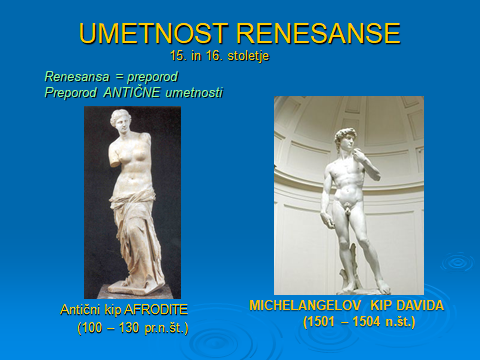 UMETNOST RENESANSE
15. in 16. stoletje
Renesansa = preporod
Preporod ANTIČNE umetnosti
Antični kip AFRODITE
(100 – 130 pr.n.št.)
MICHELANGELOV KIP DAVIDA
(1501 – 1504 n.št.)